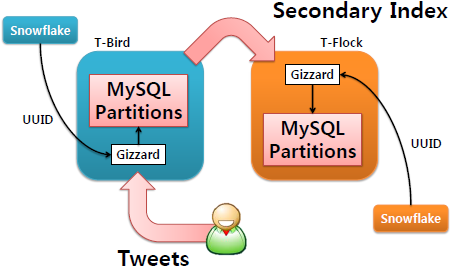 Secondary Index
Snowflake
T-Bird
T-Flock
MySQL
Partitions
Gizzard
UUID
Gizzard
MySQL
Partitions
UUID
Snowflake
Tweets